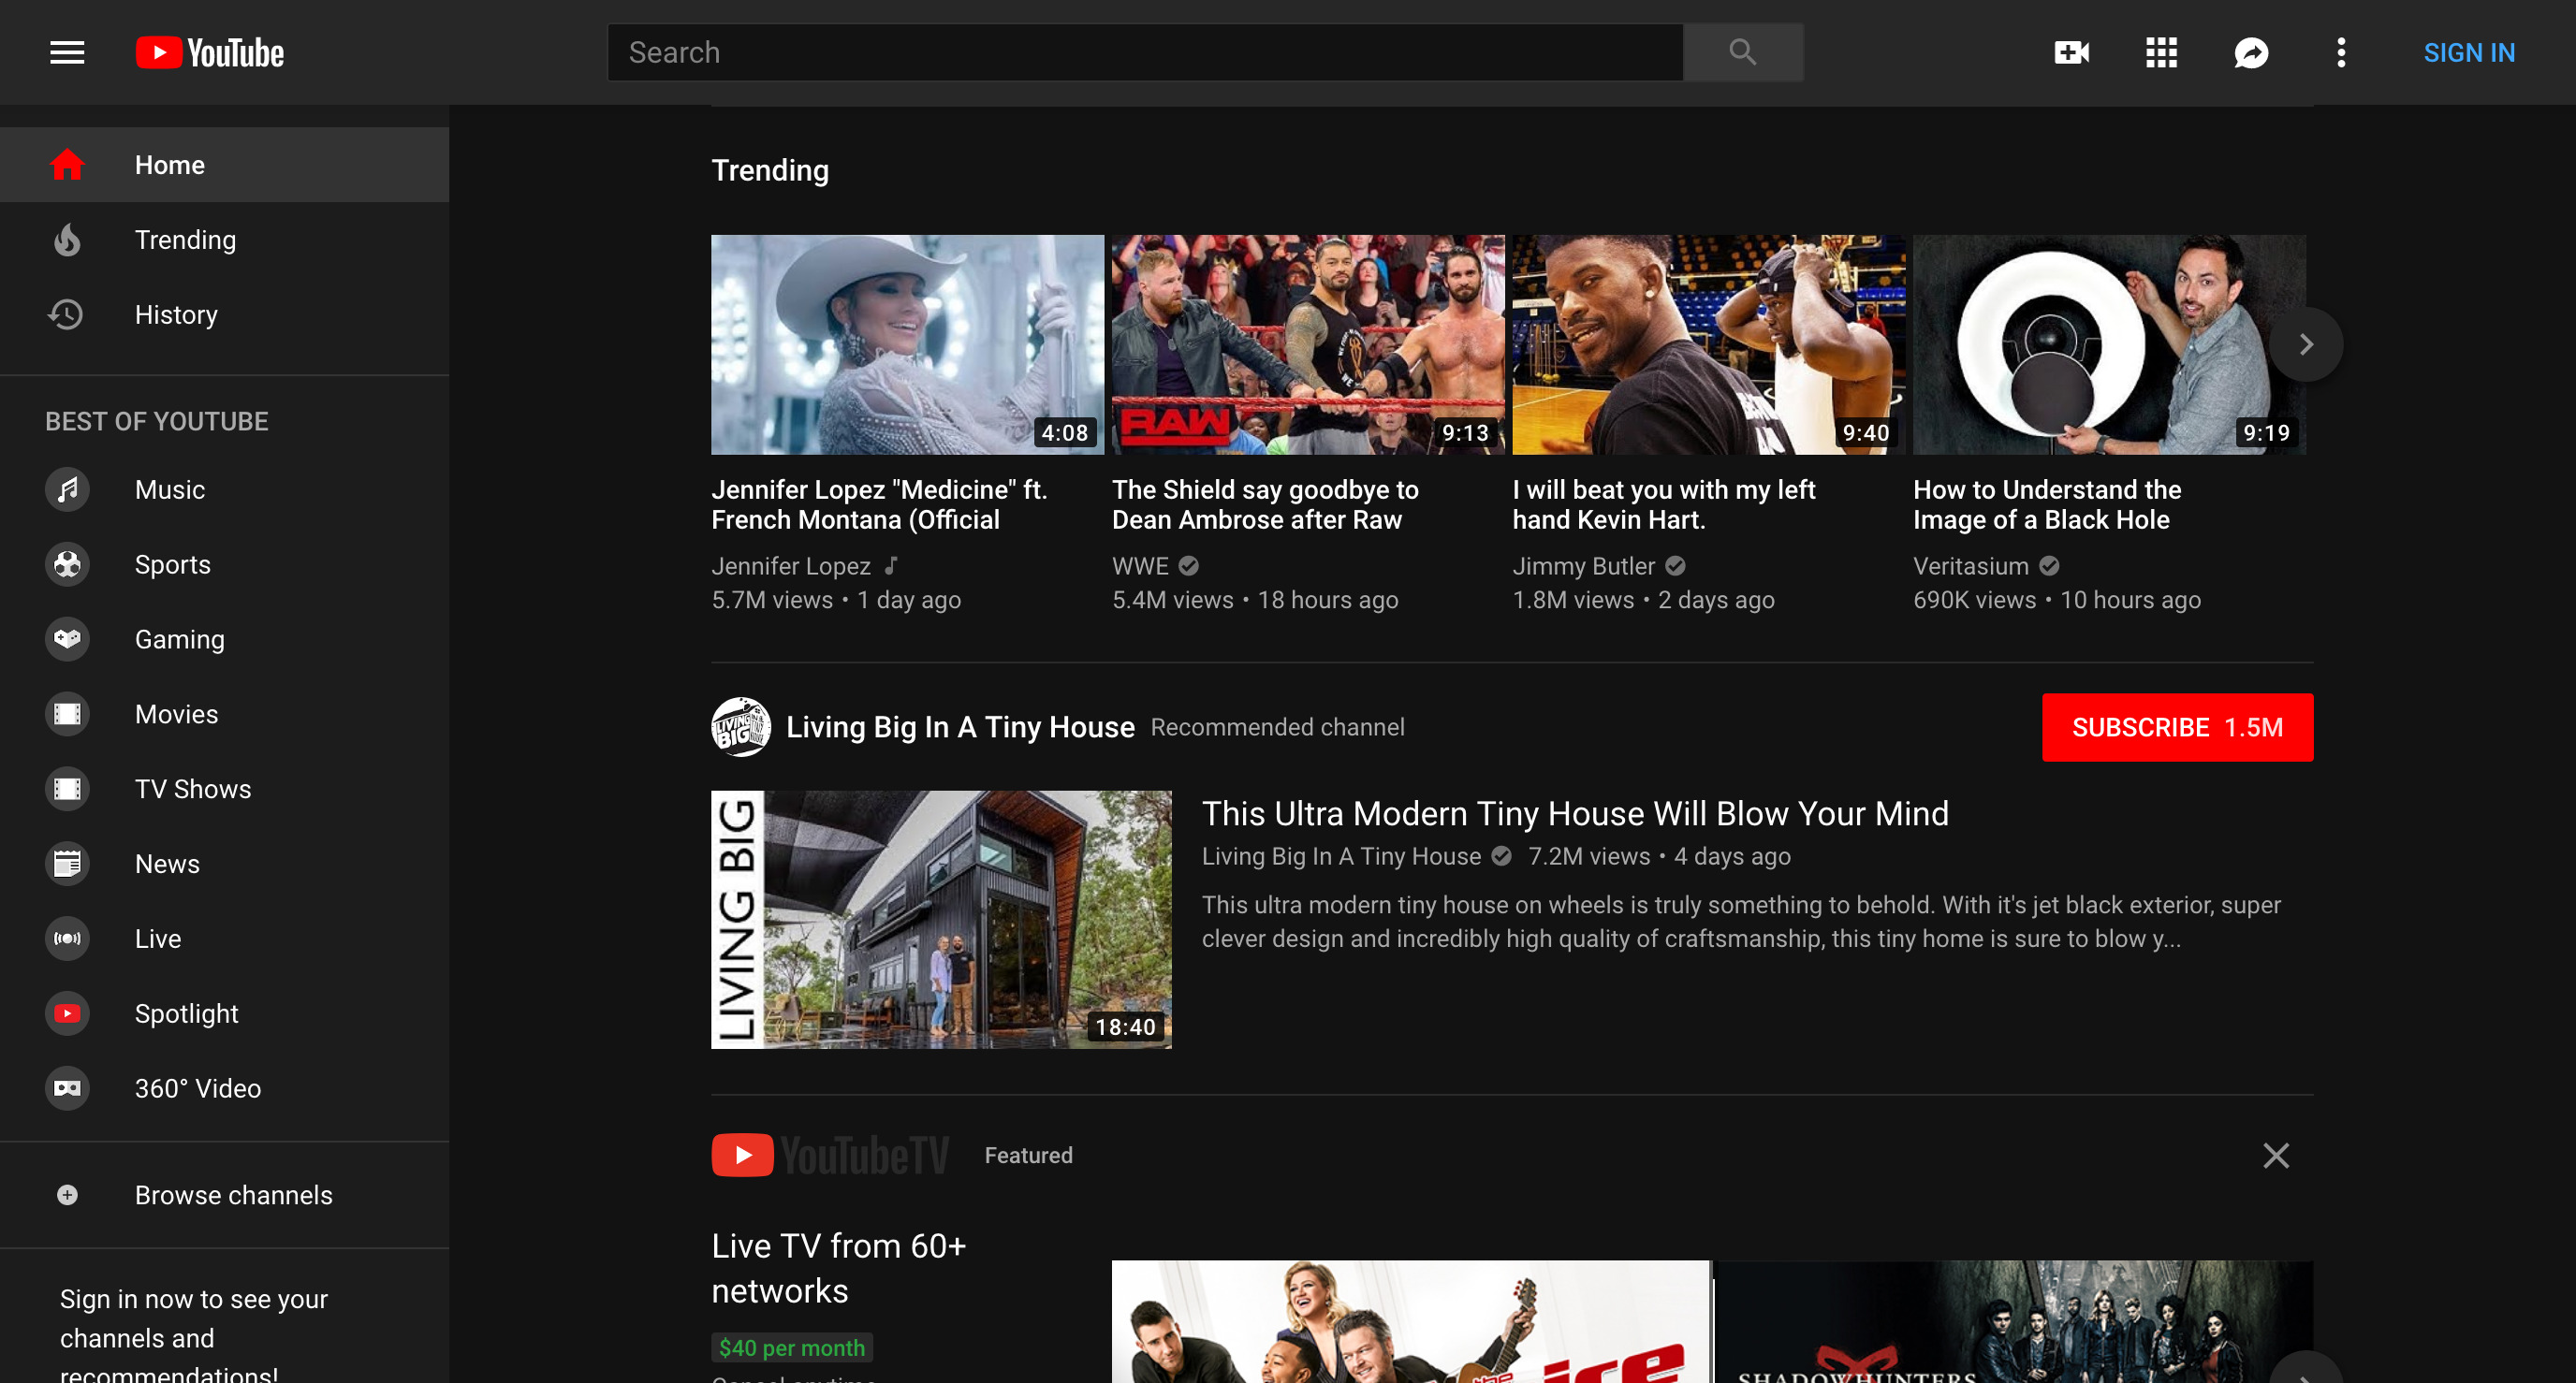 YouTube
Search
SIGN IN
Home
Trending
History
BEST OF YOUTUBE
Music
Sports
Gaming
Movies
TV Shows
News
Live
Spotlight
360° Video
Browse channels
Sign in now to see your
channels and
recommendations!
Trending
4:08
RAW
9:13
9:40
9:19
Jennifer Lopez "Medicine" ft.
French Montana (Official
Jennifer Lopez
5.7M views • 1 day ago
The Shield say goodbye to
Dean Ambrose after Raw
WWE
5.4M views • 18 hours ago
I will beat you with my left
hand Kevin Hart.
Jimmy Butler
1.8M views • 2 days ago
How to Understand the
Image of a Black Hole
Veritasium
690K views • 10 hours ago
LIVING BIG
Living Big In A Tiny House Recommended channel
SUBSCRIBE 1.5M
LIVING BIG
18:40
This Ultra Modern Tiny House Will Blow Your Mind
Living Big In A Tiny House 7.2M views • 4 days ago
This ultra modern tiny house on wheels is truly something to behold. With it's jet black exterior, super
clever design and incredibly high quality of craftsmanship, this tiny home is sure to blow y...
YouTubeTV Featured
Live TV from 60+
networks
$40 per month
Cancel anytime
SHADOWHUNTERS